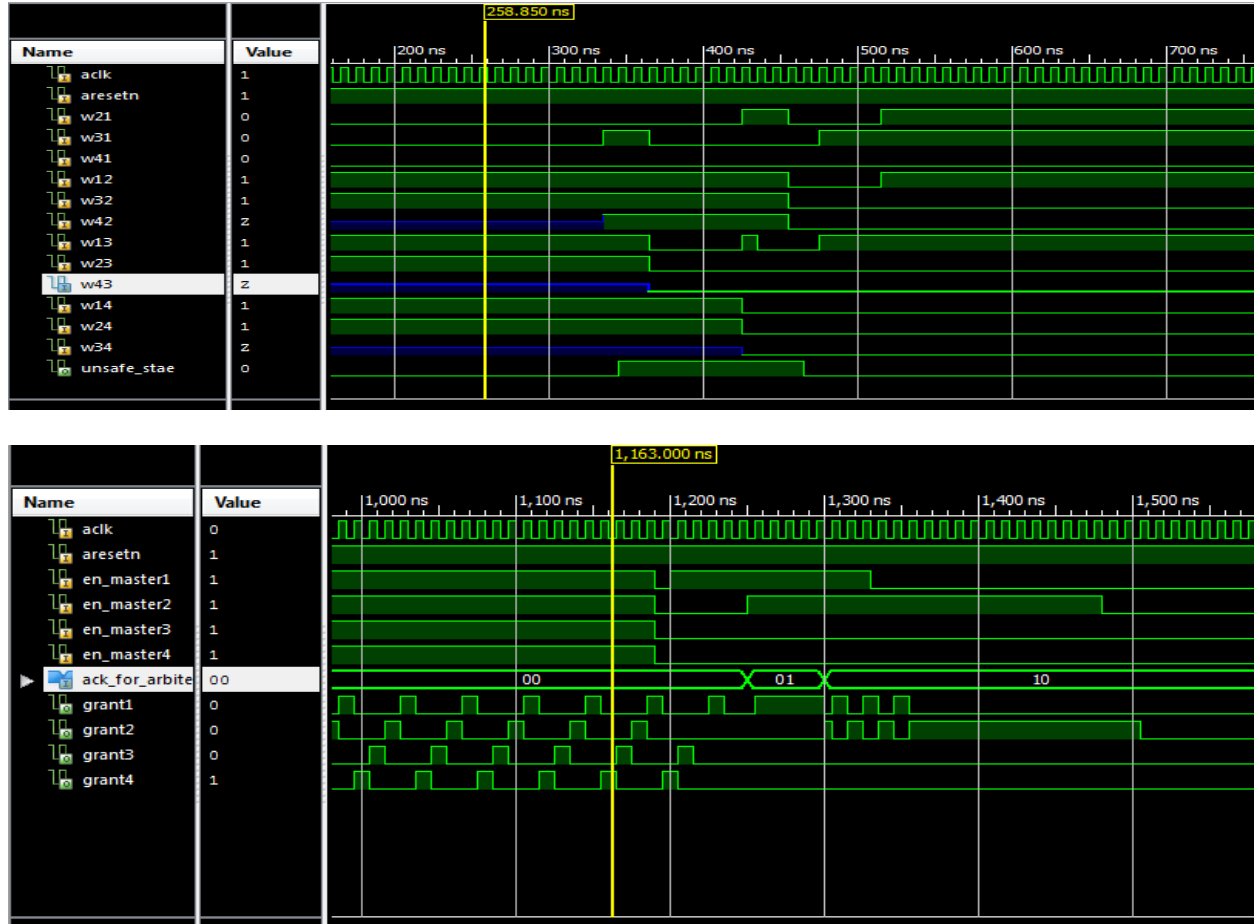 258.850 ns
Name Value 200 ns 300 ns 400 ns 500 ns 600 ns 700 ns
aclk 1
aresetn 1
w21 0
w31 0
w41 0
w12 1
w32 1
w42 z
w13 1
w23 1
w43 z
w14 1
w24 1
w34 z
unsafe_stae 0
1,163.000 ns
Name Value 1,000 ns 1,100 ns 1,200 ns 1,300 ns 1,400 ns 1,500 ns
aclk 0
aresetn 1
en_master1 1
en_master2 1
en_master3 1
en_master4 1
ack_for_arbite 00 00 01 10
grant1 0
grant2 0
grant3 0
grant4 1